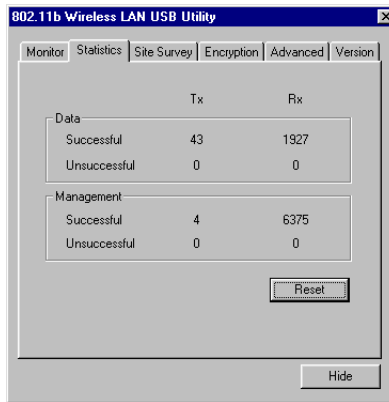 802.11b Wireless LAN USB Utility
Monitor Statistics Site Survey Encryption Advanced Version
Tx Rx
Data
Successful 43 1927
Unsuccessful 0 0
Management
Successful 4 6375
Unsuccessful 0 0
Reset
Hide